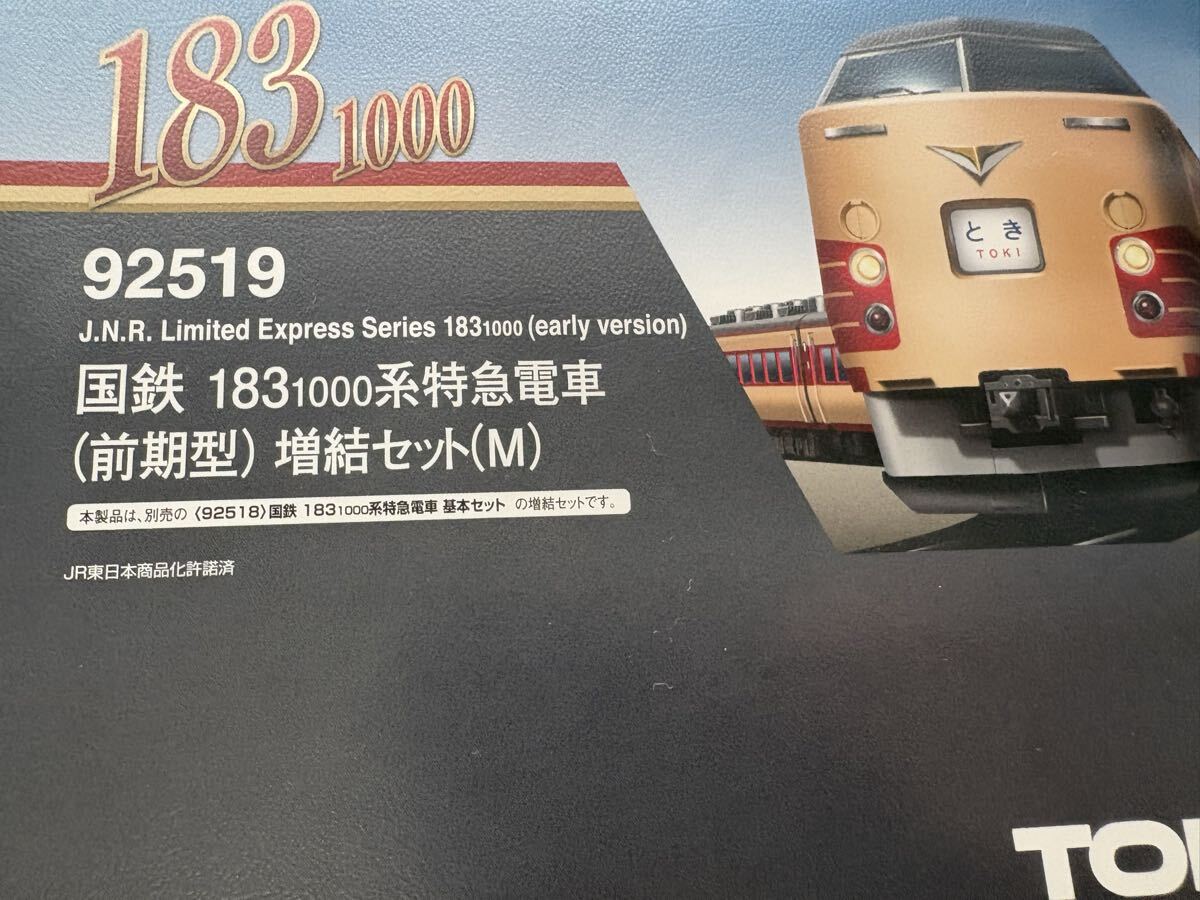 183 1000
92519
J.N.R. Limited Express Series 183 1000 (early version)
国鉄 183 1000系特急電車
(前期型) 増結セット(M)
本製品は、別売の 〈92518〉国鉄 183 1000系特急電車 基本セット の増結セットです。
JR東日本商品化許諾済
とき
TOKI